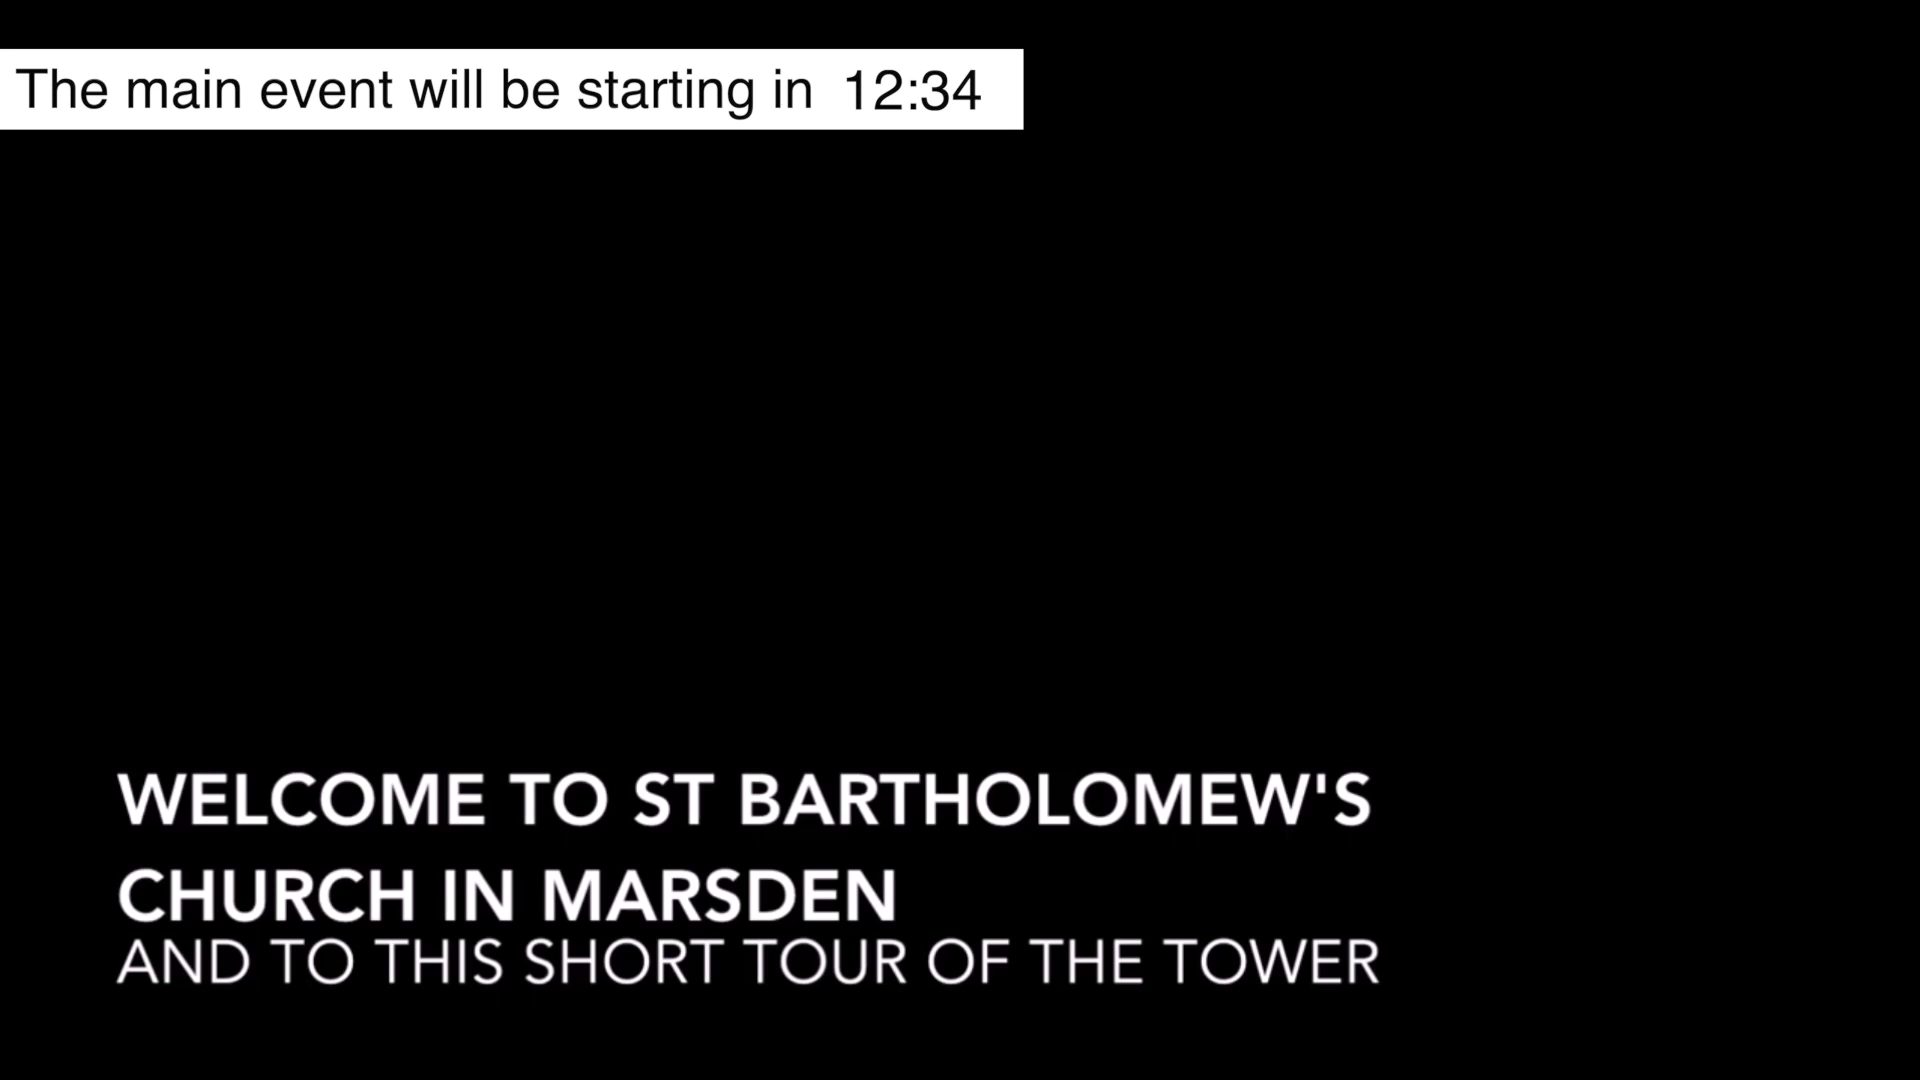 The main event will be starting in 12:34
WELCOME TO ST BARTHOLOMEW'S
CHURCH IN MARSDEN
AND TO THIS SHORT TOUR OF THE TOWER